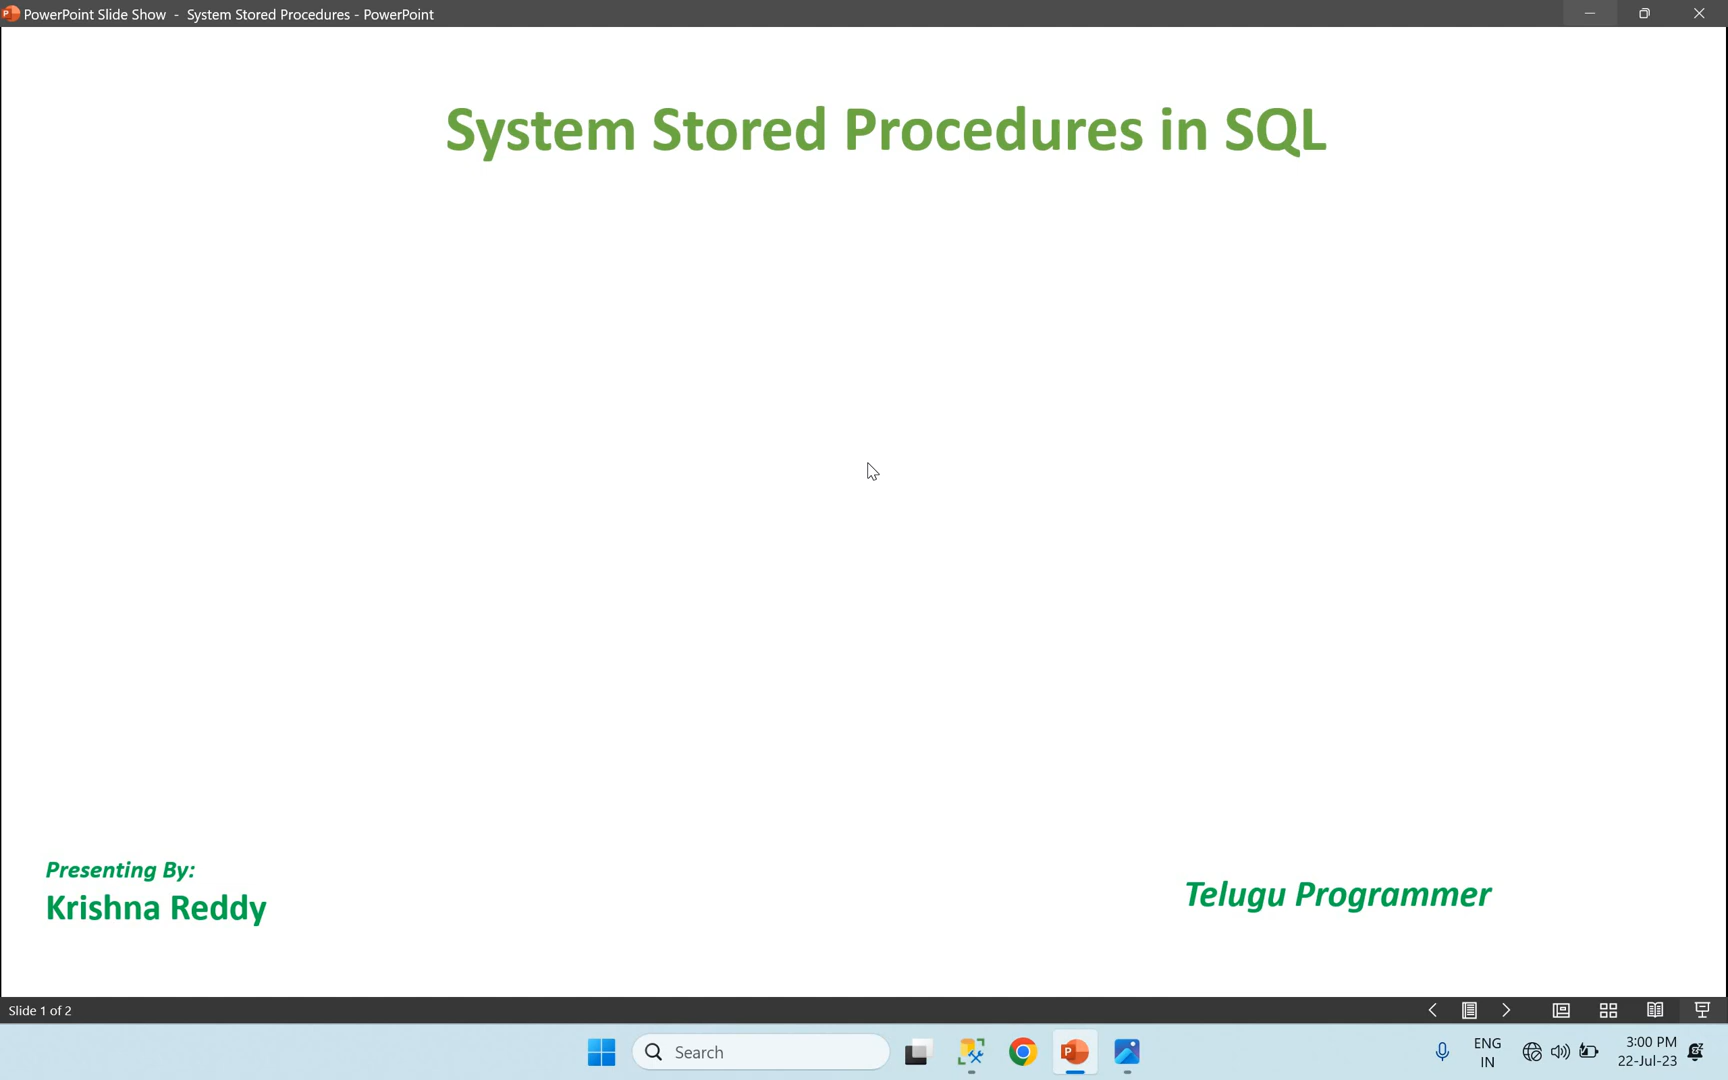 PowerPoint Slide Show - System Stored Procedures - PowerPoint
System Stored Procedures in SQL
Presenting By:
Krishna Reddy
Telugu Programmer
Slide 1 of 2
Search
ENG
IN
3:00 PM
22-Jul-23